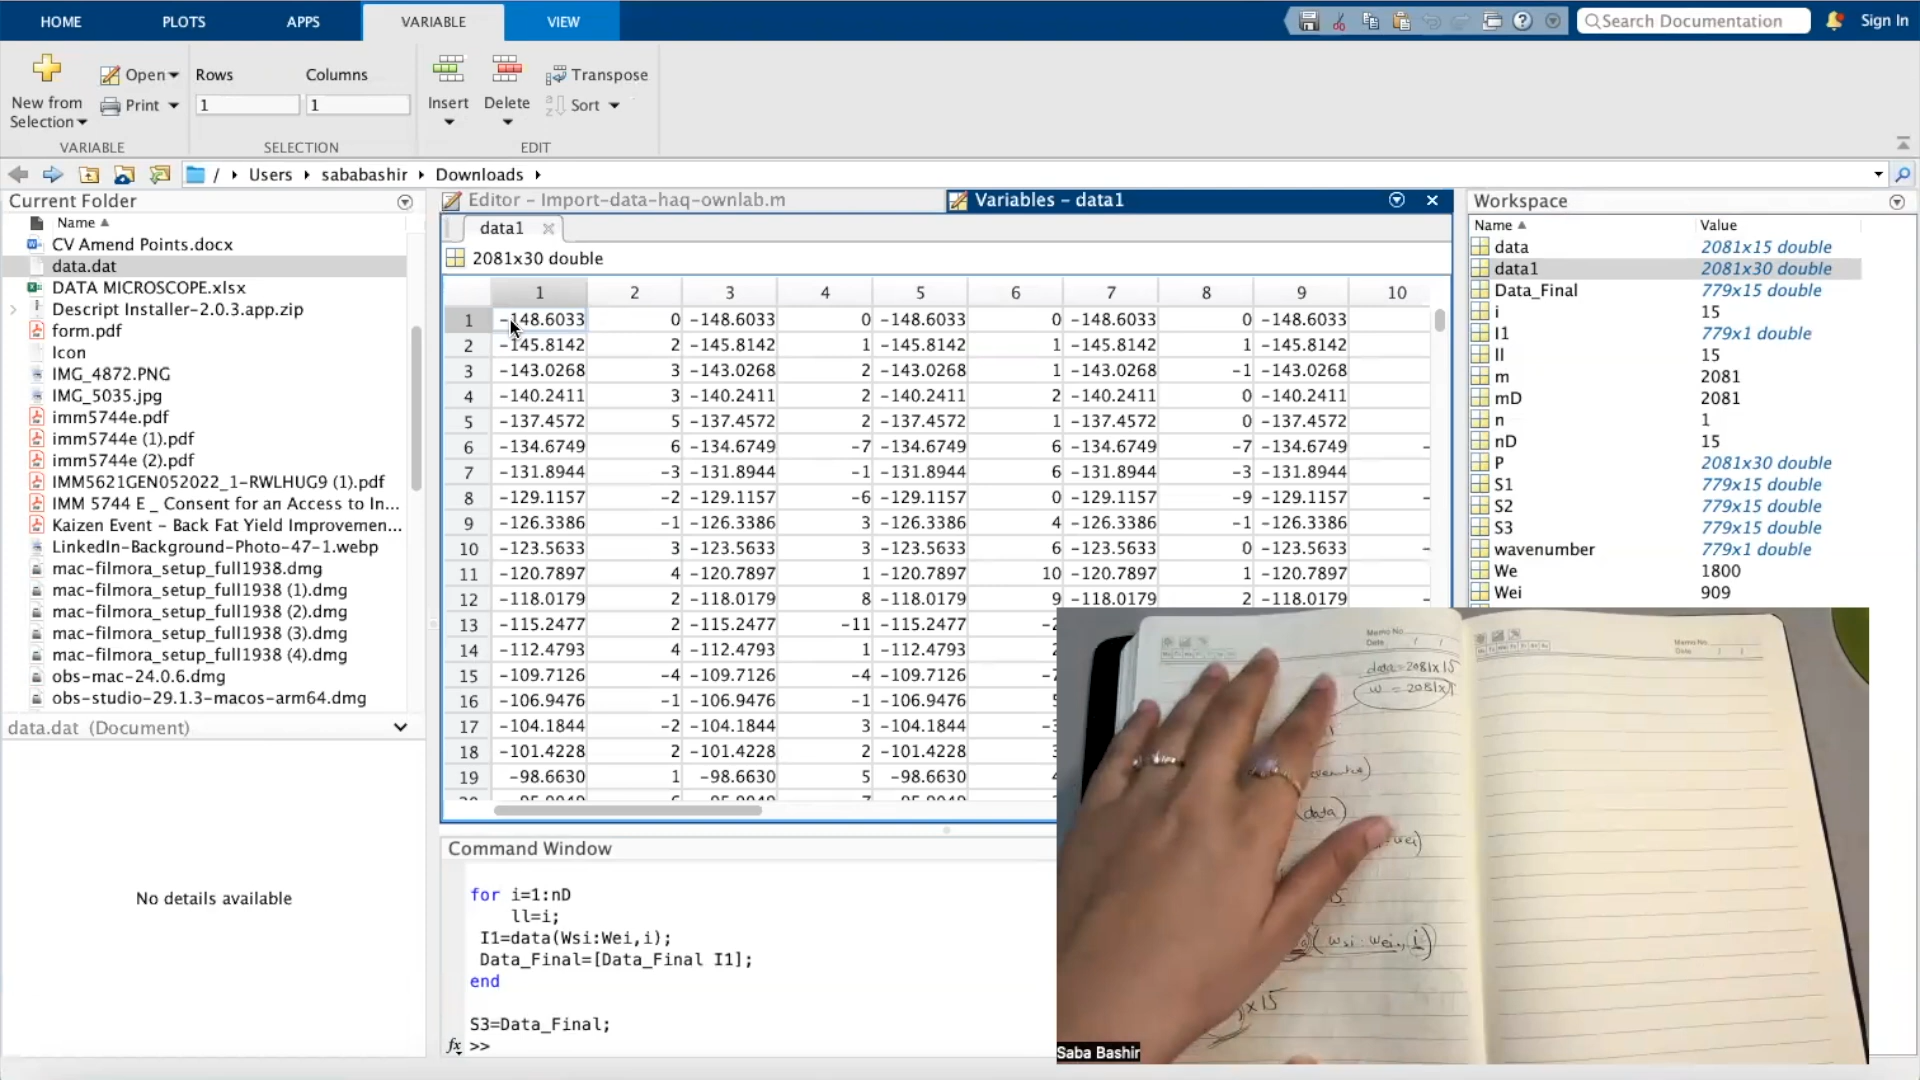 HOME PLOTS APPS VARIABLE VIEW Search Documentation Sign In
New from Selection Open Print Rows Columns 1 1 Insert Delete Transpose Sort
VARIABLE SELECTION EDIT
/ Users sababashir Downloads
Current Folder
Name
CV Amend Points.docx
data.dat
DATA MICROSCOPE.xlsx
Descript Installer-2.0.3.app.zip
form.pdf
Icon
IMG_4872.PNG
IMG_5035.jpg
imm5744e.pdf
imm5744e (1).pdf
imm5744e (2).pdf
IMM5621GEN052022_1-RWLHUG9 (1).pdf
IMM 5744 E _ Consent for an Access to In...
Kaizen Event - Back Fat Yield Improvemen...
LinkedIn-Background-Photo-47-1.webp
mac-filmora_setup_full1938.dmg
mac-filmora_setup_full1938 (1).dmg
mac-filmora_setup_full1938 (2).dmg
mac-filmora_setup_full1938 (3).dmg
mac-filmora_setup_full1938 (4).dmg
obs-mac-24.0.6.dmg
obs-studio-29.1.3-macos-arm64.dmg
data.dat (Document)
No details available
Editor - Import-data-haq-ownlab.m Variables - data1
data1
2081x30 double
1 2 3 4 5 6 7 8 9 10
1 -148.6033 0 -148.6033 0 -148.6033 0 -148.6033 0 -148.6033
2 -145.8142 2 -145.8142 1 -145.8142 1 -145.8142 1 -145.8142
3 -143.0268 3 -143.0268 2 -143.0268 1 -143.0268 -1 -143.0268
4 -140.2411 3 -140.2411 2 -140.2411 2 -140.2411 0 -140.2411
5 -137.4572 5 -137.4572 2 -137.4572 1 -137.4572 0 -137.4572
6 -134.6749 6 -134.6749 -7 -134.6749 6 -134.6749 -7 -134.6749 -
7 -131.8944 -3 -131.8944 -1 -131.8944 6 -131.8944 -3 -131.8944
8 -129.1157 -2 -129.1157 -6 -129.1157 0 -129.1157 -9 -129.1157 -
9 -126.3386 -1 -126.3386 3 -126.3386 4 -126.3386 -1 -126.3386
10 -123.5633 3 -123.5633 3 -123.5633 6 -123.5633 0 -123.5633 -
11 -120.7897 4 -120.7897 1 -120.7897 10 -120.7897 1 -120.7897
12 -118.0179 2 -118.0179 8 -118.0179 9 -118.0179 2 -118.0179
13 -115.2477 2 -115.2477 -11 -115.2477
14 -112.4793 4 -112.4793 1 -112.4793
15 -109.7126 -4 -109.7126 -4 -109.7126
16 -106.9476 -1 -106.9476 -1 -106.9476
17 -104.1844 -2 -104.1844 3 -104.1844
18 -101.4228 2 -101.4228 2 -101.4228
19 -98.6630 1 -98.6630 5 -98.6630
Command Window
for i=1:nD
ll=i;
I1=data(Wsi:Wei,i);
Data_Final=[Data_Final I1];
end
S3=Data_Final;
fx >>
Workspace
Name Value
data 2081x15 double
data1 2081x30 double
Data_Final 779x15 double
i 15
I1 779x1 double
ll 15
m 2081
mD 2081
n 1
nD 15
P 2081x30 double
S1 779x15 double
S2 779x15 double
S3 779x15 double
wavenumber 779x1 double
We 1800
Wei 909
Memo No.
Date / /
data = 2081x15
Memo No.
Date / /
(data)
(wsi: wei, i)
x15
Saba Bashir